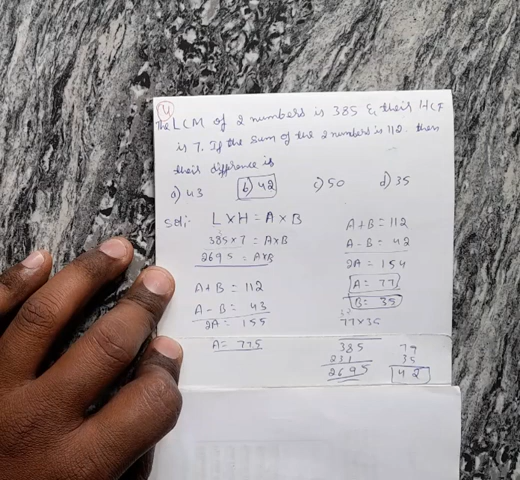 4
The LCM of 2 numbers is 385 & their HCF
is 7. If the sum of the 2 numbers is 112. then
their difference is
a) 43 b) 42 c) 50 d) 35
Sol:
L x H = A x B
385 x 7 = A x B
2695 = A x B
A + B = 112
A - B = 43
2A = 155
A = 775
A + B = 112
A - B = 42
2A = 154
A = 77
B = 35
77 x 35
385
231
2695
77
35
42